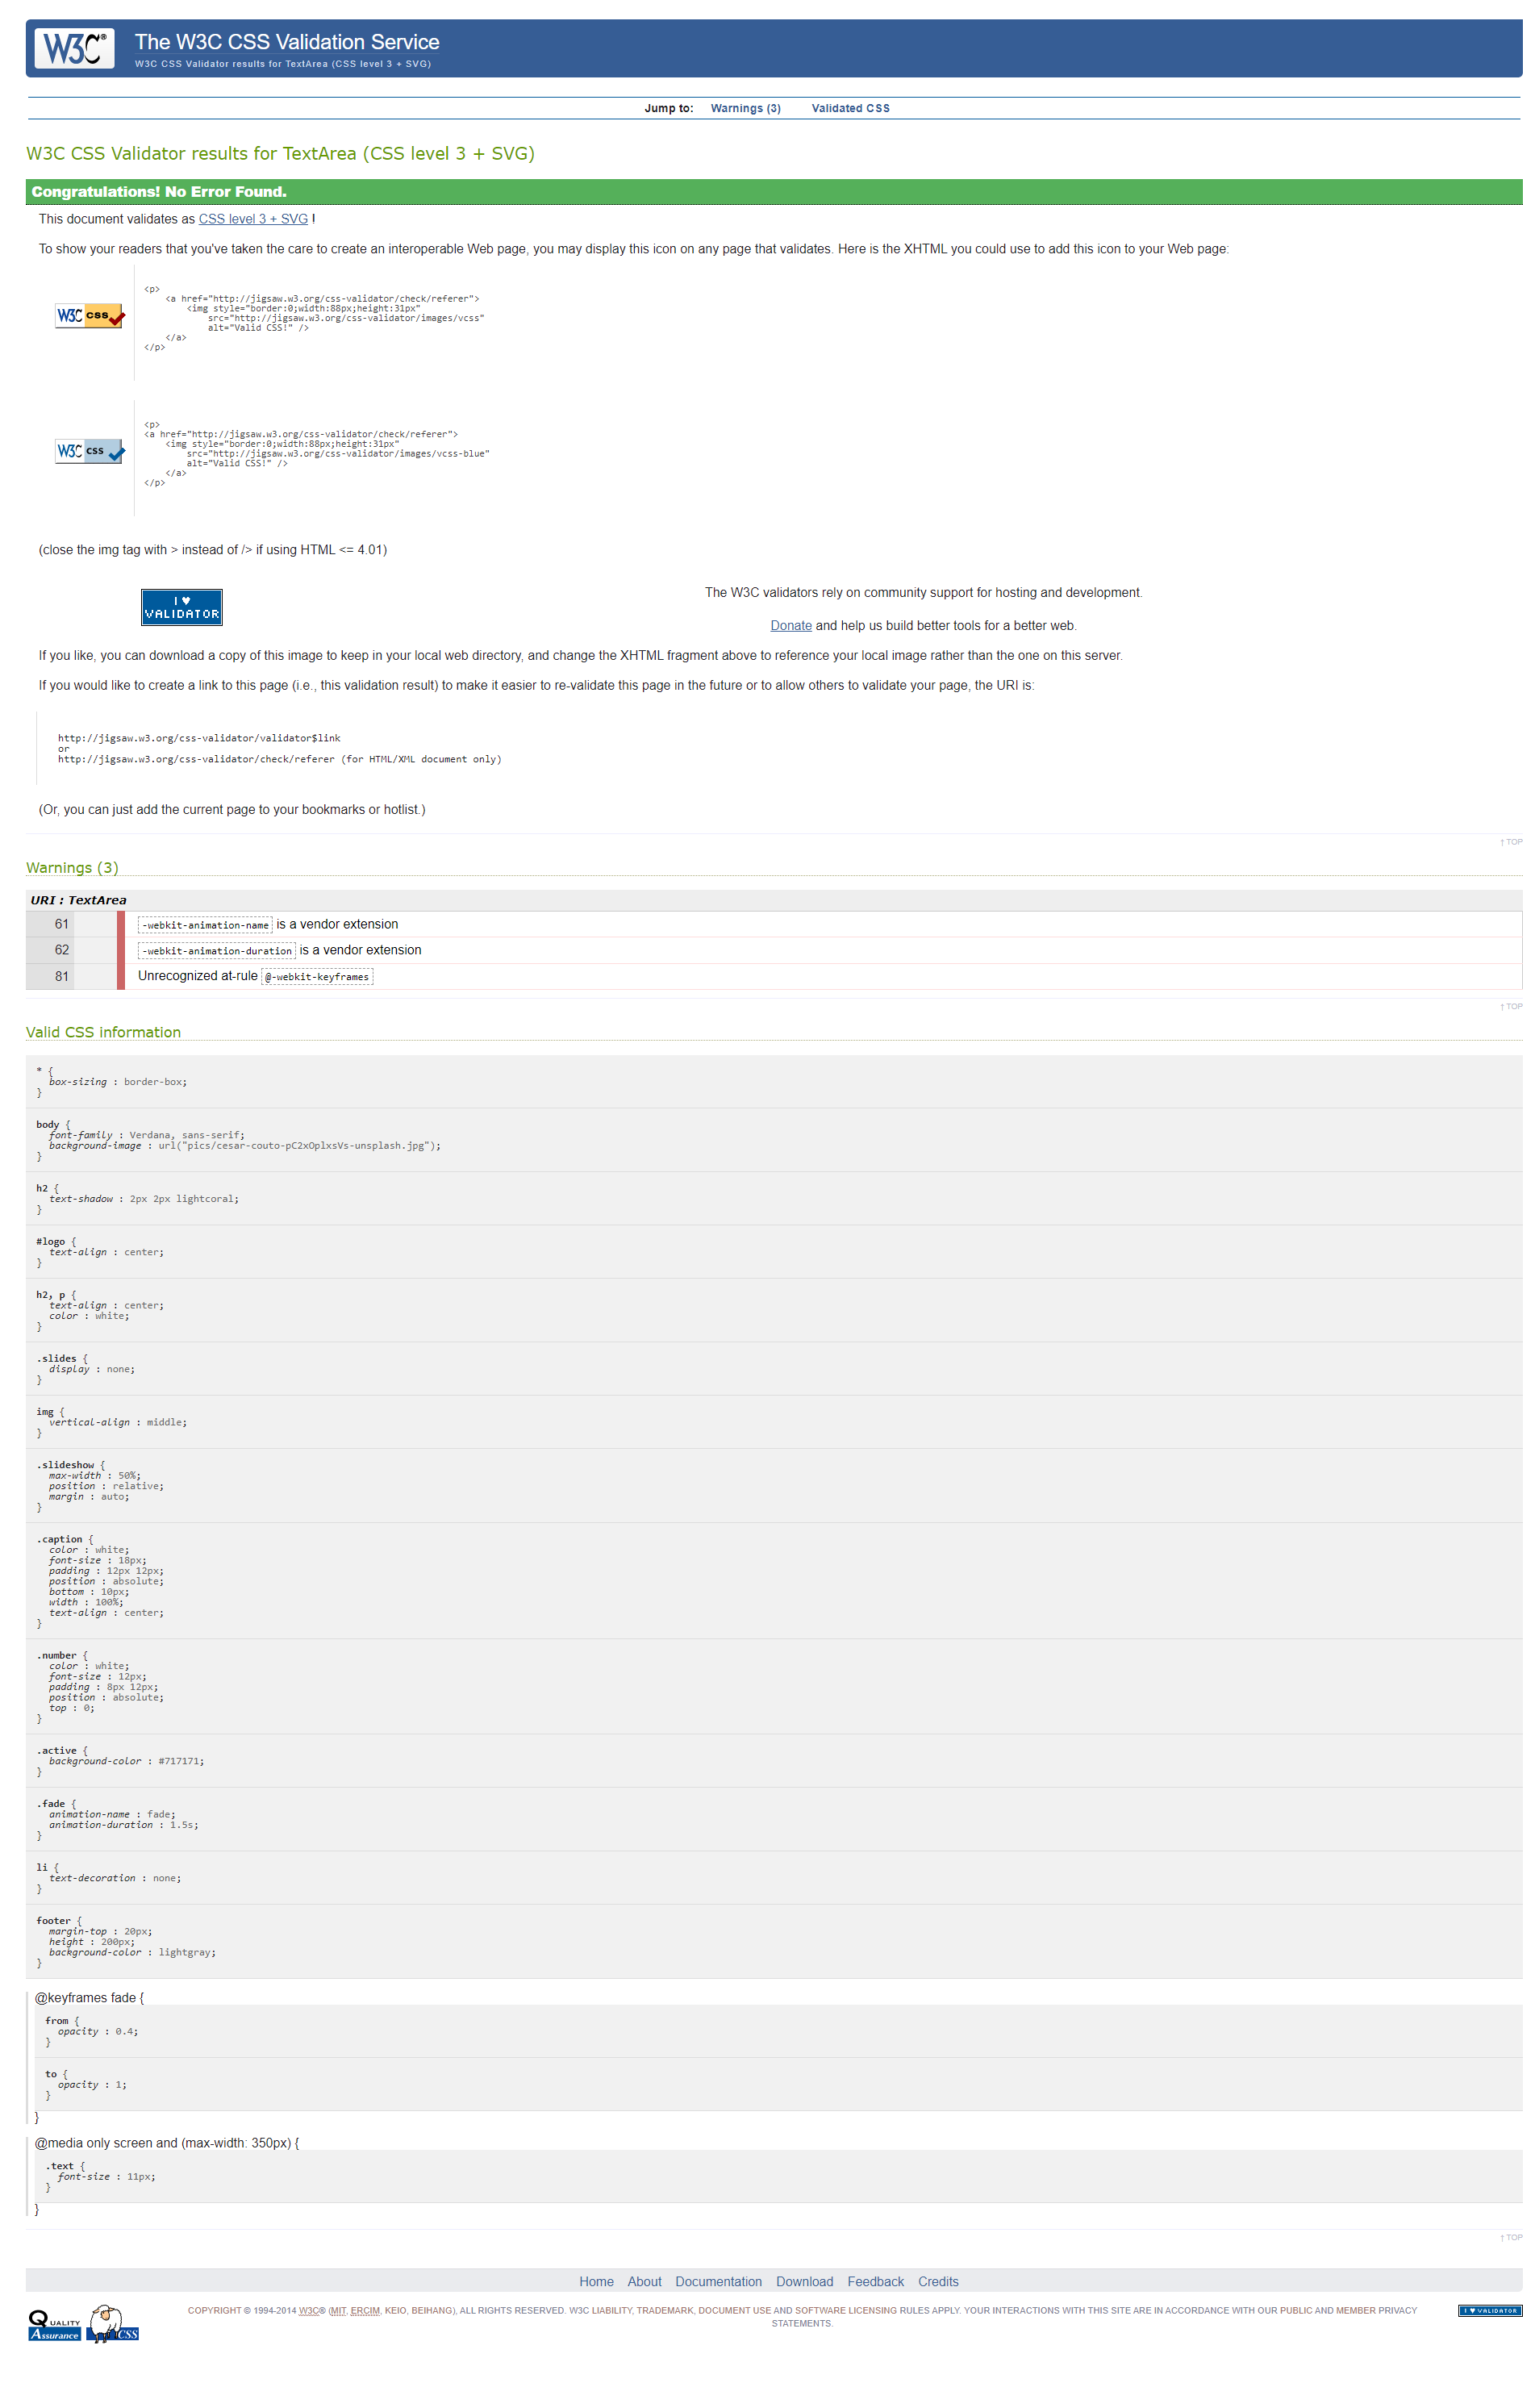 W3C®
The W3C CSS Validation Service
W3C CSS Validator results for TextArea (CSS level 3 + SVG)
Jump to: Warnings (3) Validated CSS
W3C CSS Validator results for TextArea (CSS level 3 + SVG)
Congratulations! No Error Found.
This document validates as CSS level 3 + SVG !
To show your readers that you've taken the care to create an interoperable Web page, you may display this icon on any page that validates. Here is the XHTML you could use to add this icon to your Web page:
W3C css
<p>
<a href="http://jigsaw.w3.org/css-validator/check/referer">
<img style="border:0;width:88px;height:31px"
src="http://jigsaw.w3.org/css-validator/images/vcss"
alt="Valid CSS!" />
</a>
</p>
W3C css
<p>
<a href="http://jigsaw.w3.org/css-validator/check/referer">
<img style="border:0;width:88px;height:31px"
src="http://jigsaw.w3.org/css-validator/images/vcss-blue"
alt="Valid CSS!" />
</a>
</p>
(close the img tag with > instead of /> if using HTML <= 4.01)
I ♥
VALIDATOR
The W3C validators rely on community support for hosting and development.
Donate and help us build better tools for a better web.
If you like, you can download a copy of this image to keep in your local web directory, and change the XHTML fragment above to reference your local image rather than the one on this server.
If you would like to create a link to this page (i.e., this validation result) to make it easier to re-validate this page in the future or to allow others to validate your page, the URI is:
http://jigsaw.w3.org/css-validator/validator$link
or
http://jigsaw.w3.org/css-validator/check/referer (for HTML/XML document only)
(Or, you can just add the current page to your bookmarks or hotlist.)
↑ TOP
Warnings (3)
URI : TextArea
61 -webkit-animation-name is a vendor extension
62 -webkit-animation-duration is a vendor extension
81 Unrecognized at-rule @-webkit-keyframes
↑ TOP
Valid CSS information
* {
box-sizing : border-box;
}
body {
font-family : Verdana, sans-serif;
background-image : url("pics/cesar-couto-pC2xOplxsVs-unsplash.jpg");
}
h2 {
text-shadow : 2px 2px lightcoral;
}
#logo {
text-align : center;
}
h2, p {
text-align : center;
color : white;
}
.slides {
display : none;
}
img {
vertical-align : middle;
}
.slideshow {
max-width : 50%;
position : relative;
margin : auto;
}
.caption {
color : white;
font-size : 18px;
padding : 12px 12px;
position : absolute;
bottom : 10px;
width : 100%;
text-align : center;
}
.number {
color : white;
font-size : 12px;
padding : 8px 12px;
position : absolute;
top : 0;
}
.active {
background-color : #717171;
}
.fade {
animation-name : fade;
animation-duration : 1.5s;
}
li {
text-decoration : none;
}
footer {
margin-top : 20px;
height : 200px;
background-color : lightgray;
}
@keyframes fade {
from {
opacity : 0.4;
}
to {
opacity : 1;
}
}
@media only screen and (max-width: 350px) {
.text {
font-size : 11px;
}
}
↑ TOP
Home About Documentation Download Feedback Credits
QUALITY
Assurance
CSS
COPYRIGHT © 1994-2014 W3C® (MIT, ERCIM, KEIO, BEIHANG), ALL RIGHTS RESERVED. W3C LIABILITY, TRADEMARK, DOCUMENT USE AND SOFTWARE LICENSING RULES APPLY. YOUR INTERACTIONS WITH THIS SITE ARE IN ACCORDANCE WITH OUR PUBLIC AND MEMBER PRIVACY
STATEMENTS.
I ♥ VALIDATOR